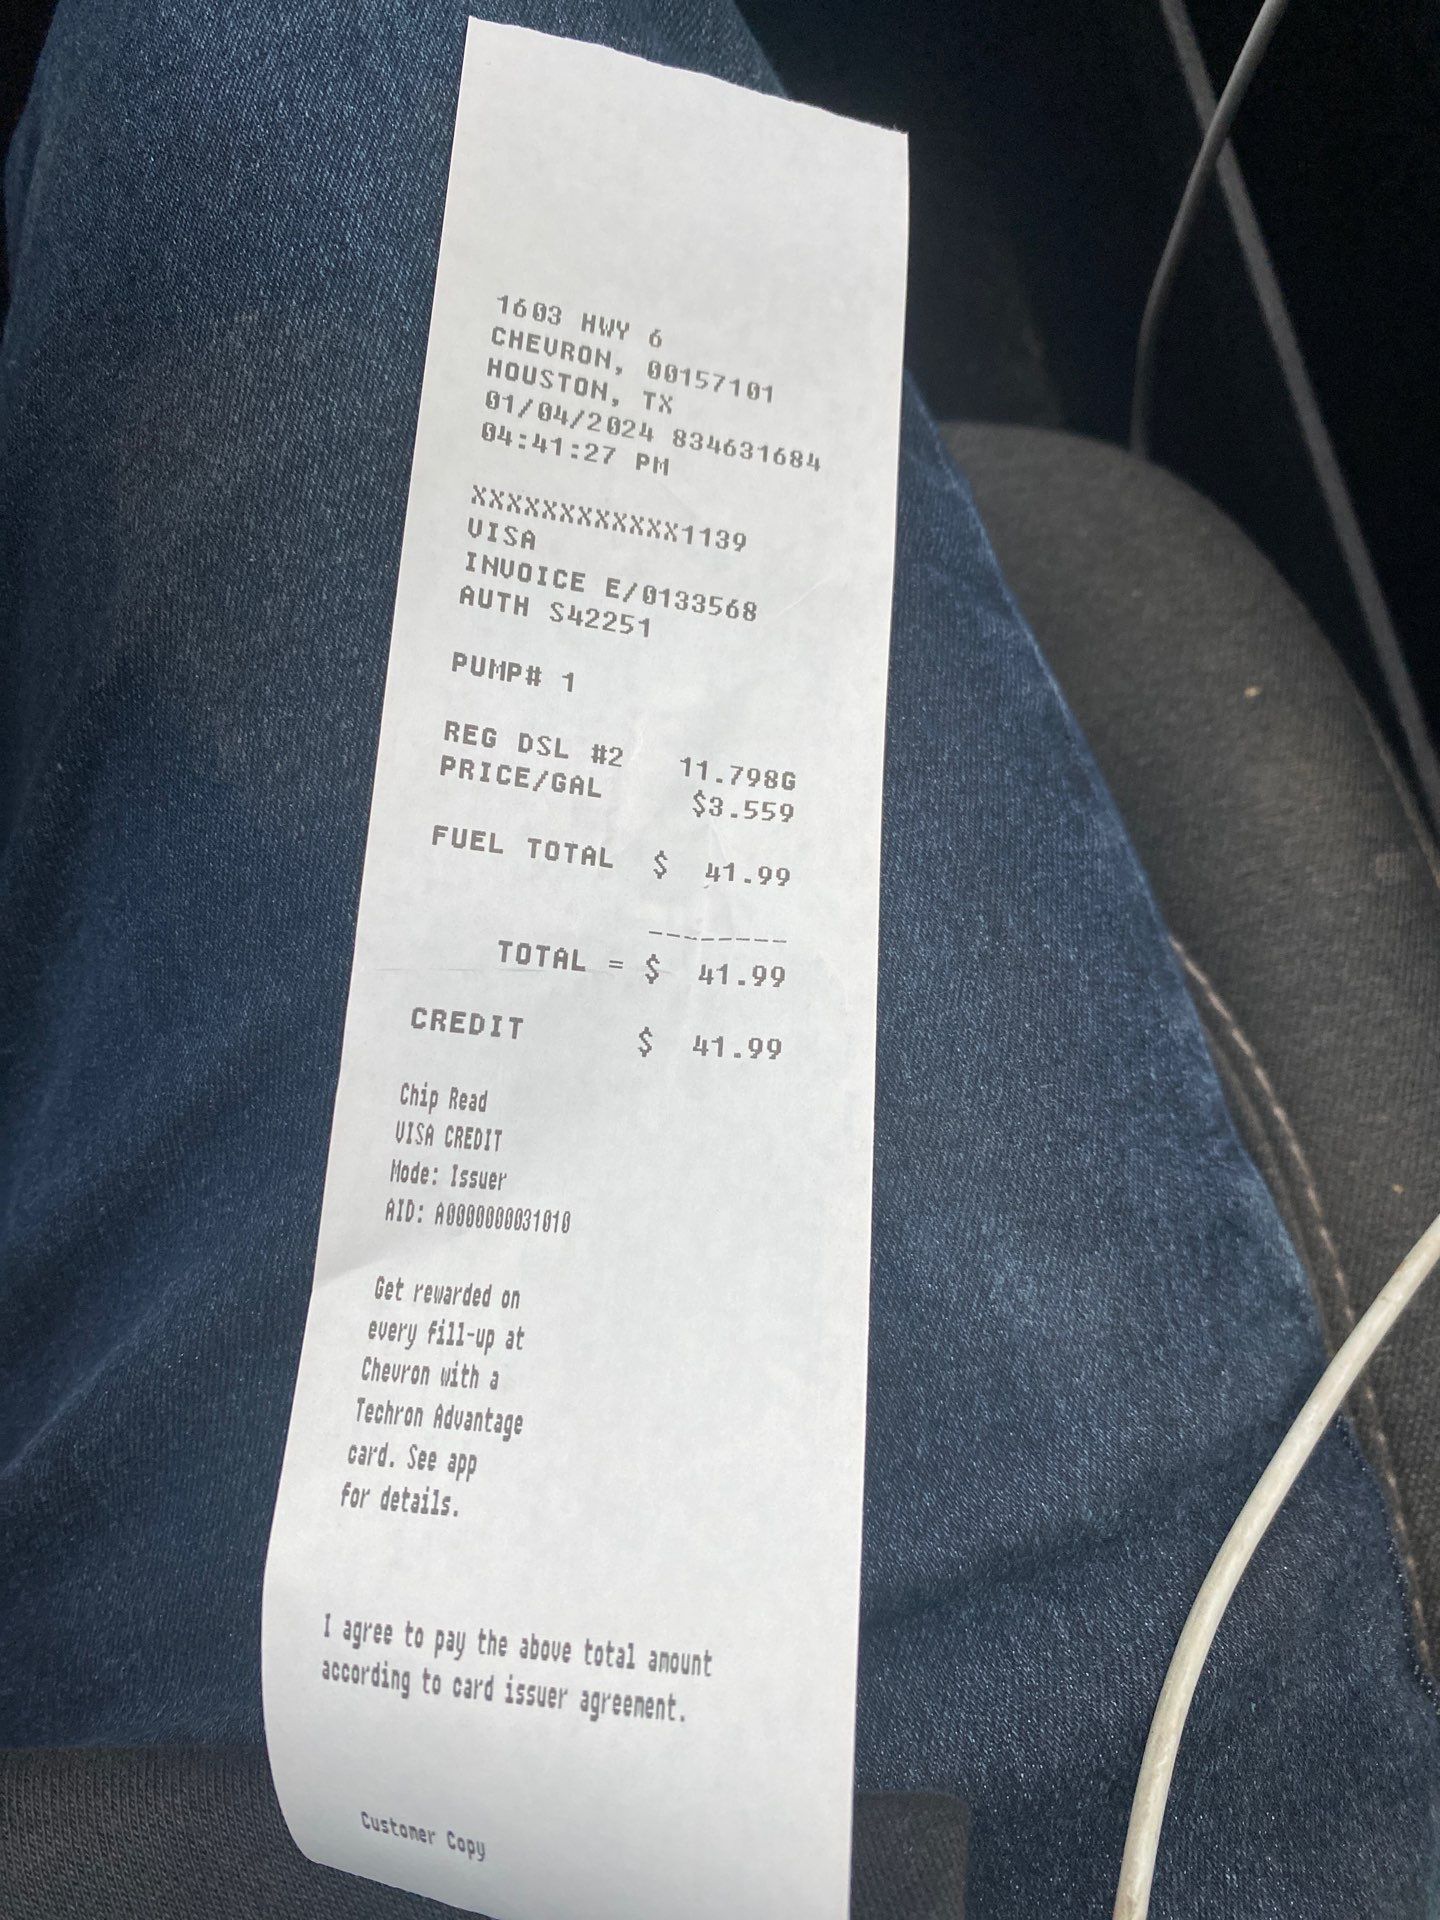 1603 HWY 6
CHEVRON, 00157101
HOUSTON, TX
01/04/2024 834631684
04:41:27 PM
XXXXXXXXXXXX1139
VISA
INVOICE E/0133568
AUTH S42251
PUMP# 1
REG DSL #2 11.798G
PRICE/GAL $3.559
FUEL TOTAL $ 41.99
--------
TOTAL = $ 41.99
CREDIT $ 41.99
Chip Read
VISA CREDIT
Mode: Issuer
AID: A0000000031010
Get rewarded on
every fill-up at
Chevron with a
Techron Advantage
card. See app
for details.
I agree to pay the above total amount
according to card issuer agreement.
Customer Copy